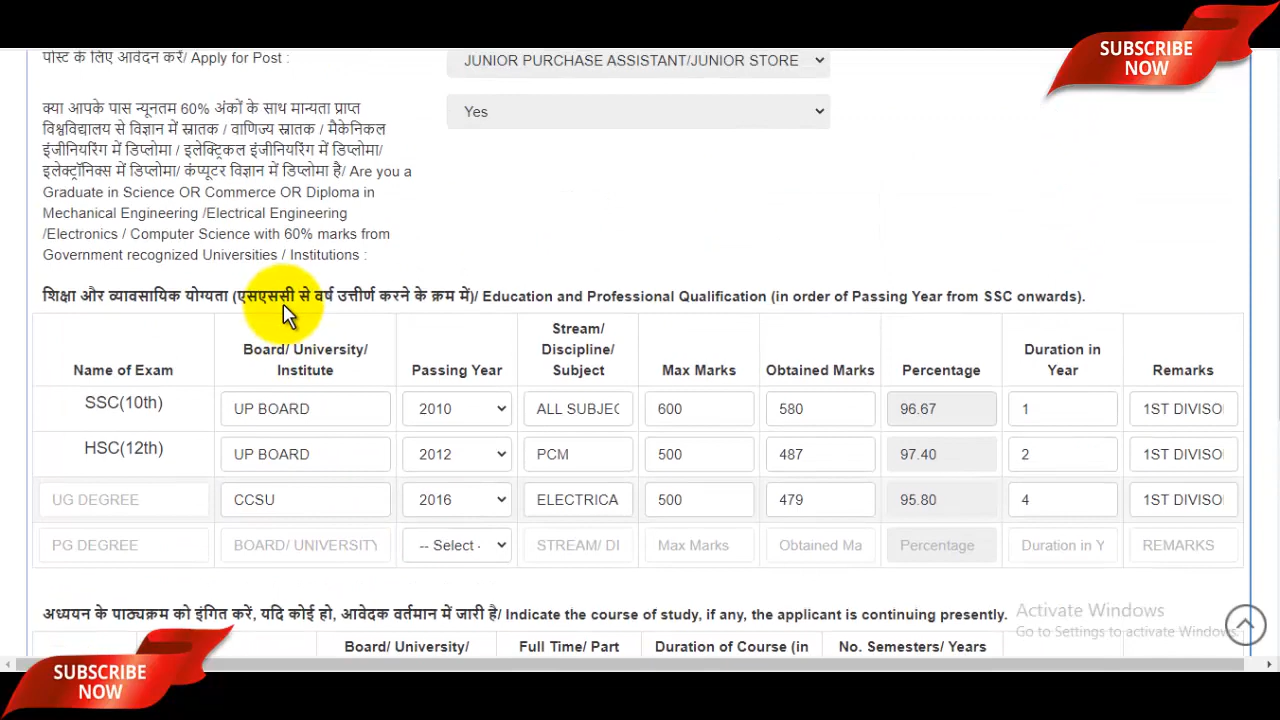 SUBSCRIBE
NOW
पोस्ट के लिए आवेदन करें/ Apply for Post :
JUNIOR PURCHASE ASSISTANT/JUNIOR STORE
क्या आपके पास न्यूनतम 60% अंकों के साथ मान्यता प्राप्त
विश्वविद्यालय से विज्ञान में स्नातक / वाणिज्य स्नातक / मैकेनिकल
इंजीनियरिंग में डिप्लोमा / इलेक्ट्रिकल इंजीनियरिंग में डिप्लोमा/
इलेक्ट्रॉनिक्स में डिप्लोमा/ कंप्यूटर विज्ञान में डिप्लोमा है/ Are you a
Graduate in Science OR Commerce OR Diploma in
Mechanical Engineering /Electrical Engineering
/Electronics / Computer Science with 60% marks from
Government recognized Universities / Institutions :
Yes
शिक्षा और व्यावसायिक योग्यता (एसएससी से वर्ष उत्तीर्ण करने के क्रम में)/ Education and Professional Qualification (in order of Passing Year from SSC onwards).
Name of Exam
Board/ University/
Institute
Passing Year
Stream/
Discipline/
Subject
Max Marks
Obtained Marks
Percentage
Duration in
Year
Remarks
SSC(10th) UP BOARD 2010 ALL SUBJEC 600 580 96.67 1 1ST DIVISO
HSC(12th) UP BOARD 2012 PCM 500 487 97.40 2 1ST DIVISO
UG DEGREE CCSU 2016 ELECTRICA 500 479 95.80 4 1ST DIVISO
PG DEGREE BOARD/ UNIVERSITY -- Select - STREAM/ DI Max Marks Obtained Ma Percentage Duration in Y REMARKS
अध्ययन के पाठ्यक्रम को इंगित करें, यदि कोई हो, आवेदक वर्तमान में जारी है/ Indicate the course of study, if any, the applicant is continuing presently.
Activate Windows
Go to Settings to activate Windows.
Board/ University/ Full Time/ Part Duration of Course (in No. Semesters/ Years
SUBSCRIBE
NOW